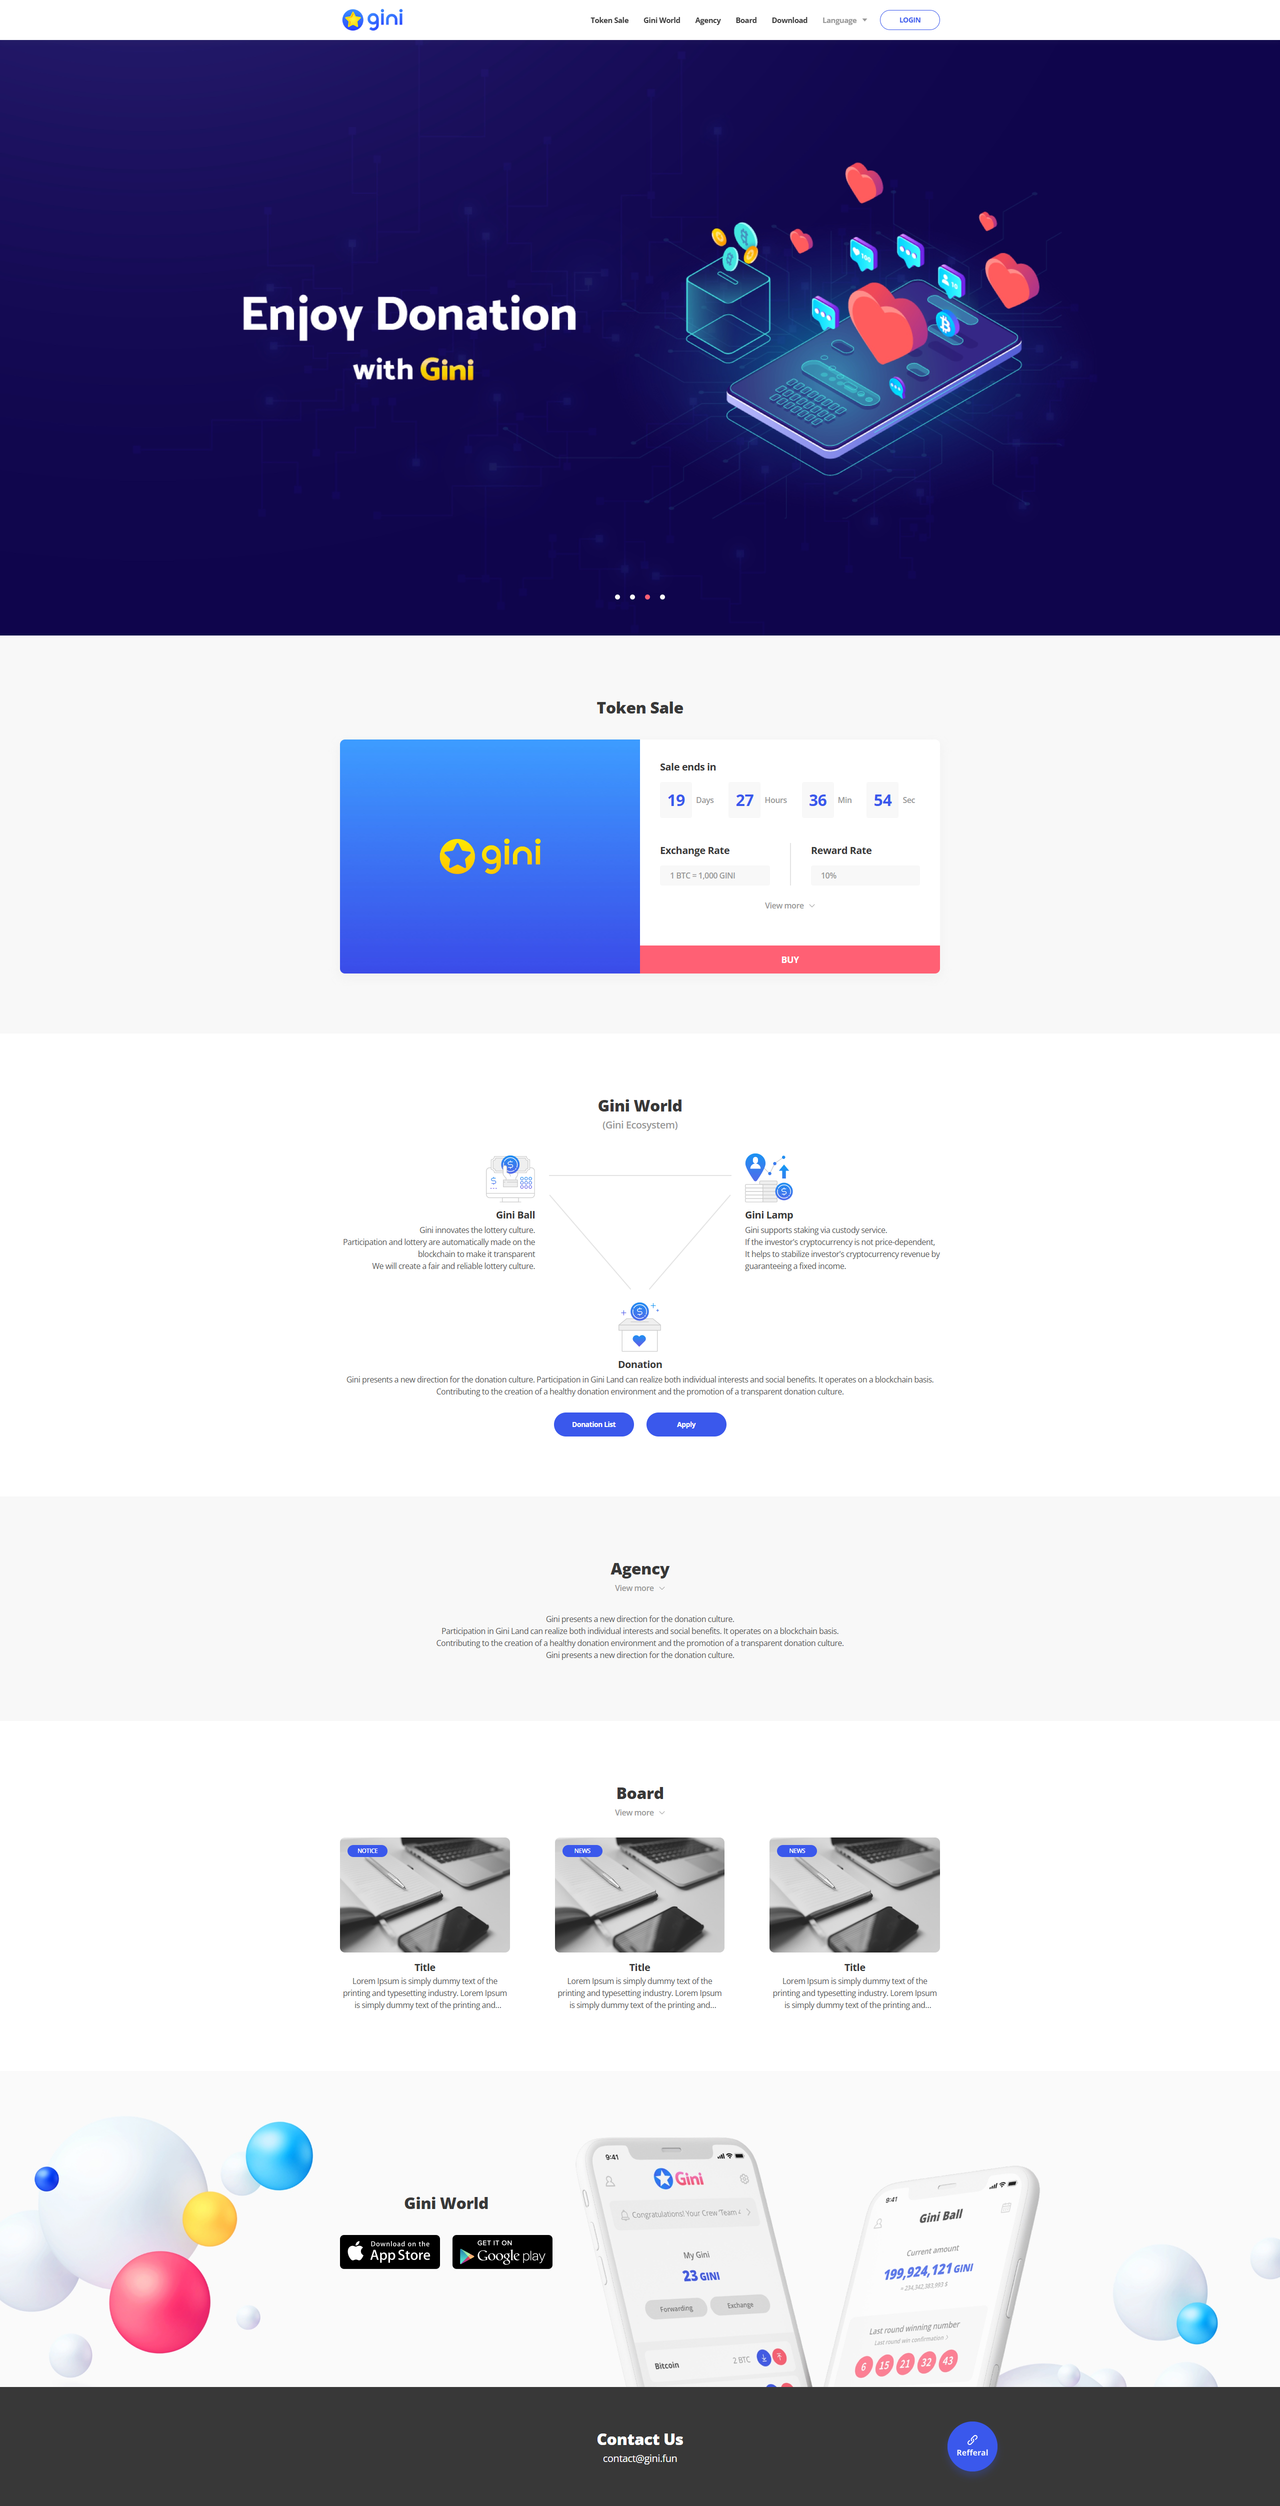 gini
Token Sale
Gini World
Agency
Board
Download
Language
LOGIN
Enjoy Donation
with Gini
Token Sale
gini
Sale ends in
19 Days 27 Hours 36 Min 54 Sec
Exchange Rate
1 BTC = 1,000 GINI
Reward Rate
10%
View more
BUY
Gini World
(Gini Ecosystem)
Gini Ball
Gini innovates the lottery culture.
Participation and lottery are automatically made on the
blockchain to make it transparent
We will create a fair and reliable lottery culture.
Gini Lamp
Gini supports staking via custody service.
If the investor's cryptocurrency is not price-dependent,
It helps to stabilize investor's cryptocurrency revenue by
guaranteeing a fixed income.
Donation
Gini presents a new direction for the donation culture. Participation in Gini Land can realize both individual interests and social benefits. It operates on a blockchain basis.
Contributing to the creation of a healthy donation environment and the promotion of a transparent donation culture.
Donation List
Apply
Agency
View more
Gini presents a new direction for the donation culture.
Participation in Gini Land can realize both individual interests and social benefits. It operates on a blockchain basis.
Contributing to the creation of a healthy donation environment and the promotion of a transparent donation culture.
Gini presents a new direction for the donation culture.
Board
View more
NOTICE
Title
Lorem Ipsum is simply dummy text of the
printing and typesetting industry. Lorem Ipsum
is simply dummy text of the printing and...
NEWS
Title
Lorem Ipsum is simply dummy text of the
printing and typesetting industry. Lorem Ipsum
is simply dummy text of the printing and...
NEWS
Title
Lorem Ipsum is simply dummy text of the
printing and typesetting industry. Lorem Ipsum
is simply dummy text of the printing and...
Gini World
Download on the
App Store
GET IT ON
Google play
9:41
Gini
Congratulations! Your Crew 'Team
My Gini
23 GINI
Forwarding
Exchange
Bitcoin
2 BTC
9:41
Gini Ball
Current amount
199,924,121 GINI
Last round winning number
Last round win confirmation
6 15 21 32 43
Contact Us
contact@gini.fun
Refferal